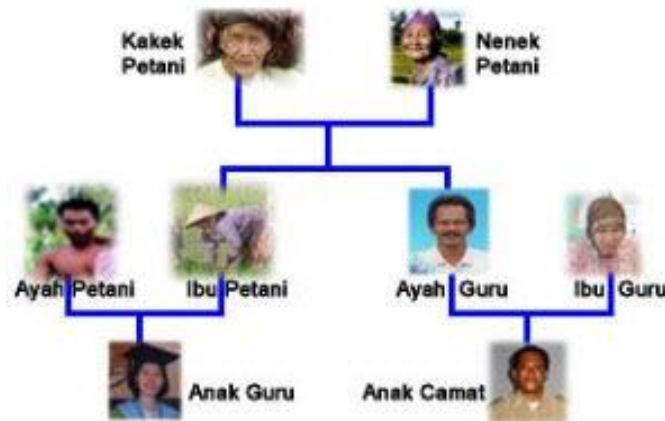 Kakek
Petani
Nenek
Petani
Ayah Petani
Ibu Petani
Ayah Guru
Ibu Guru
Anak Guru
Anak Camat